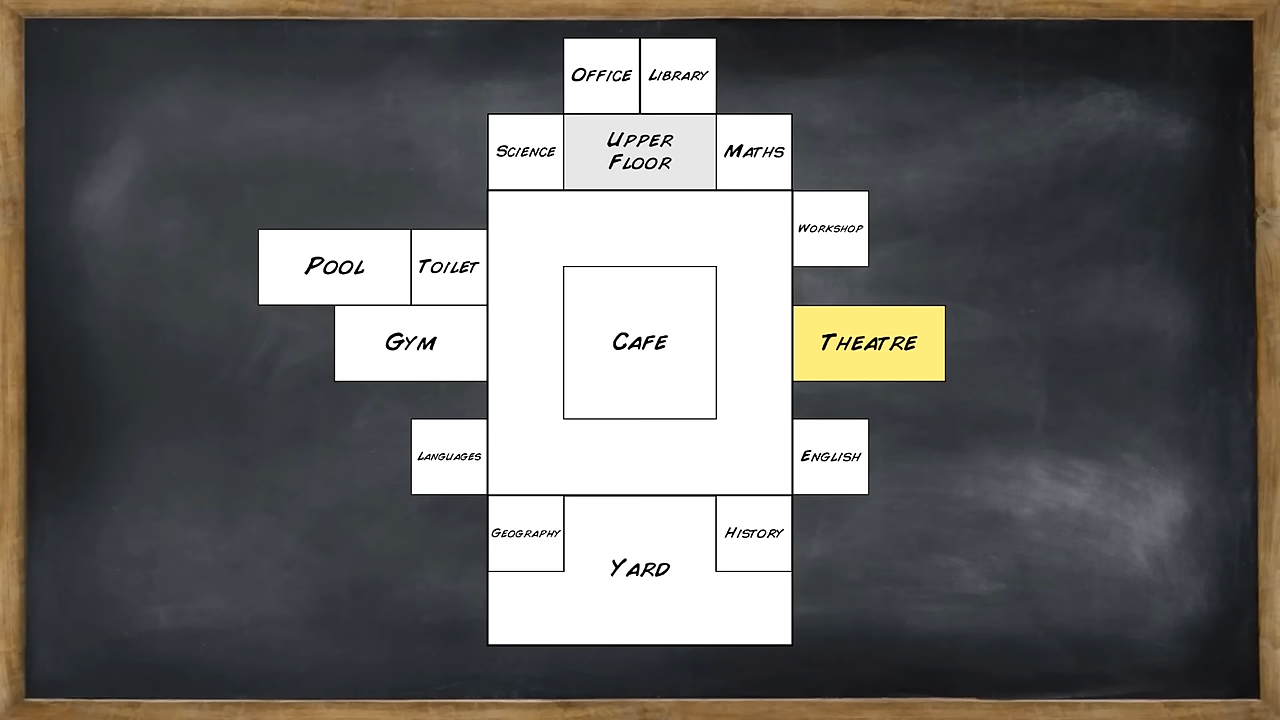 OFFICE
LIBRARY
SCIENCE
UPPER
FLOOR
MATHS
WORKSHOP
POOL
TOILET
GYM
CAFE
THEATRE
LANGUAGES
ENGLISH
GEOGRAPHY
HISTORY
YARD